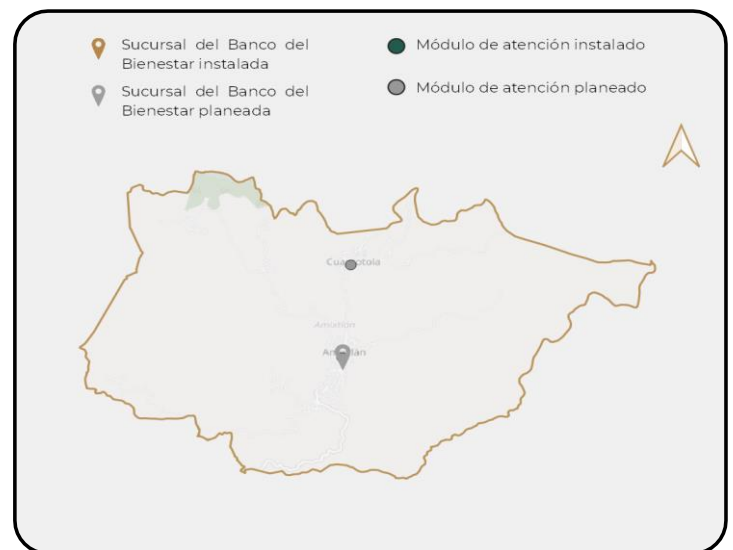 Sucursal del Banco del
Bienestar instalada
Módulo de atención instalado
Sucursal del Banco del
Bienestar planeada
Módulo de atención planeado
Amatlán